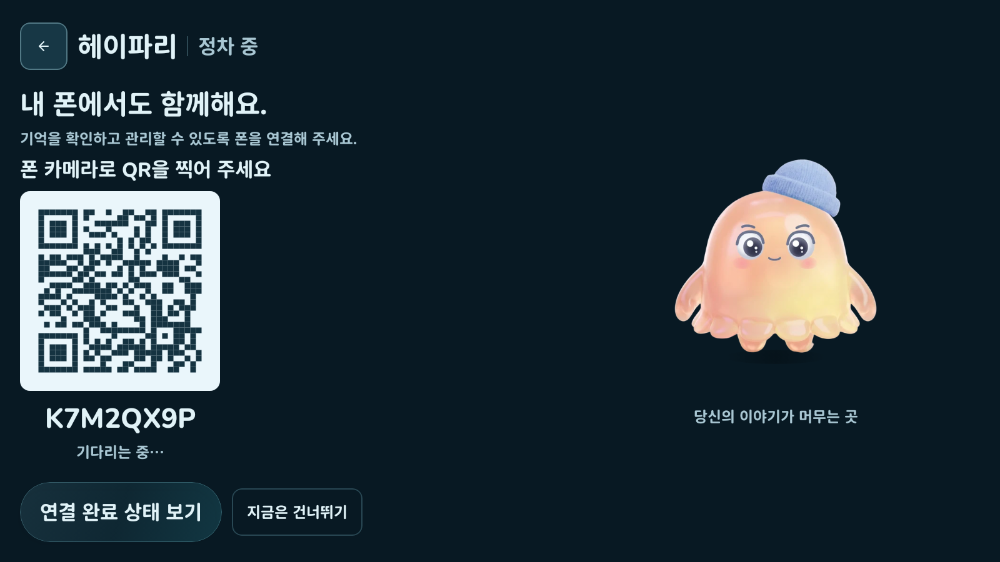 헤이파리
정차 중
내 폰에서도 함께해요.
기억을 확인하고 관리할 수 있도록 폰을 연결해 주세요.
폰 카메라로 QR을 찍어 주세요
K7M2QX9P
기다리는 중···
연결 완료 상태 보기
지금은 건너뛰기
당신의 이야기가 머무는 곳